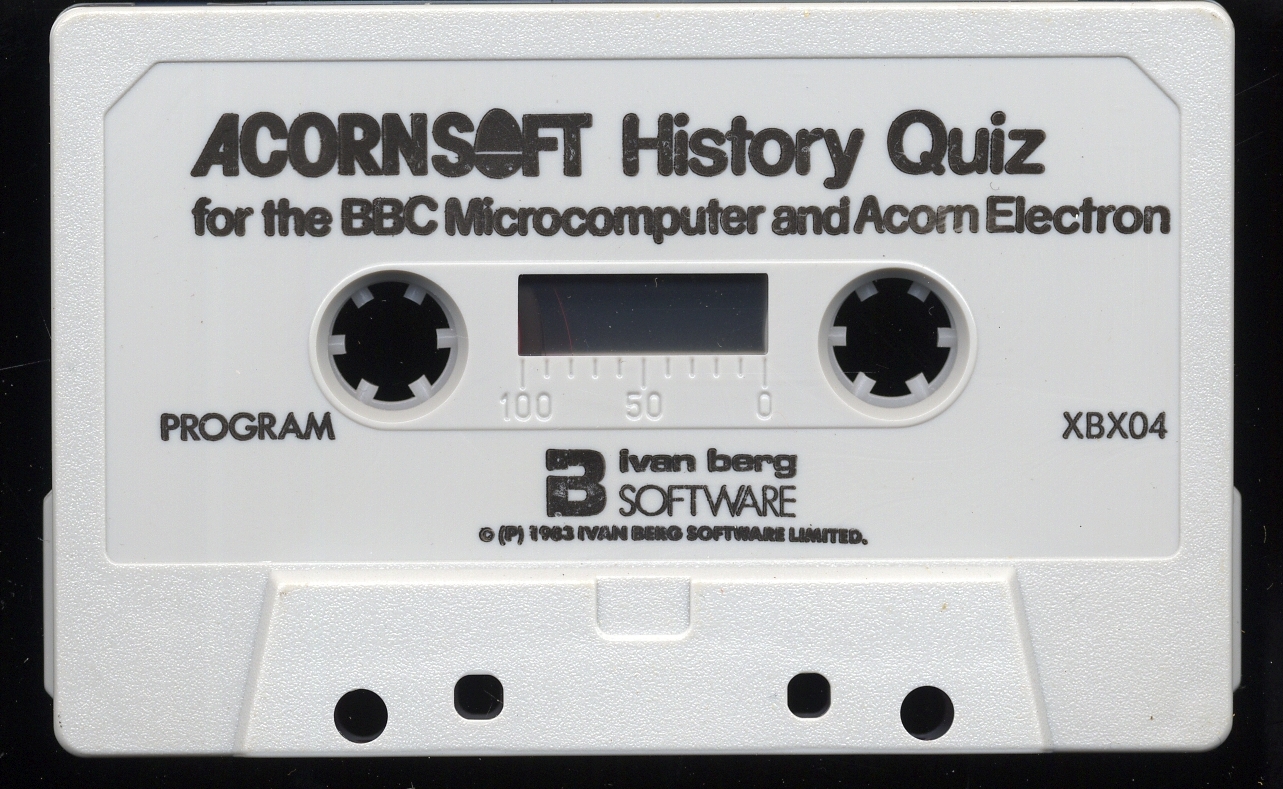 ACORNSOFT History Quiz
for the BBC Microcomputer and Acorn Electron
100 50 0
PROGRAM
XBX04
B ivan berg
SOFTWARE
© (P) 1983 IVAN BERG SOFTWARE LIMITED.